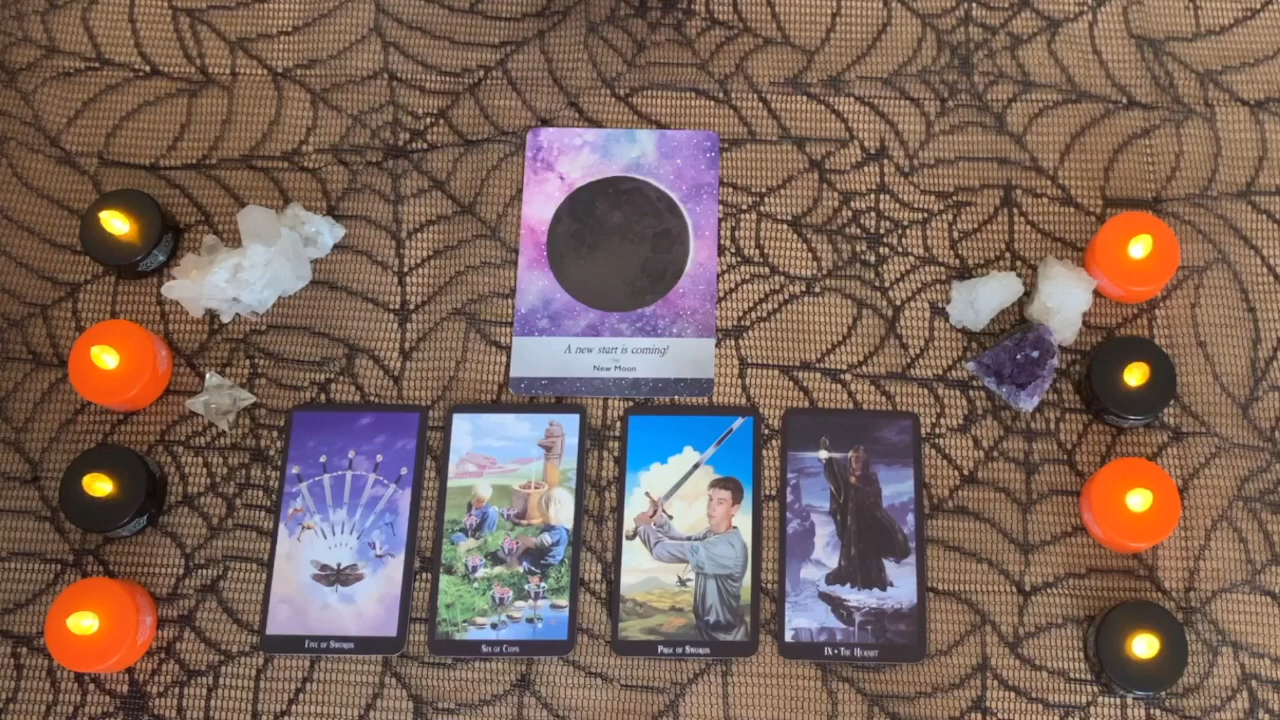 A new start is coming!
New Moon
Five of Swords
Six of Cups
Page of Swords
IX • The Hermit